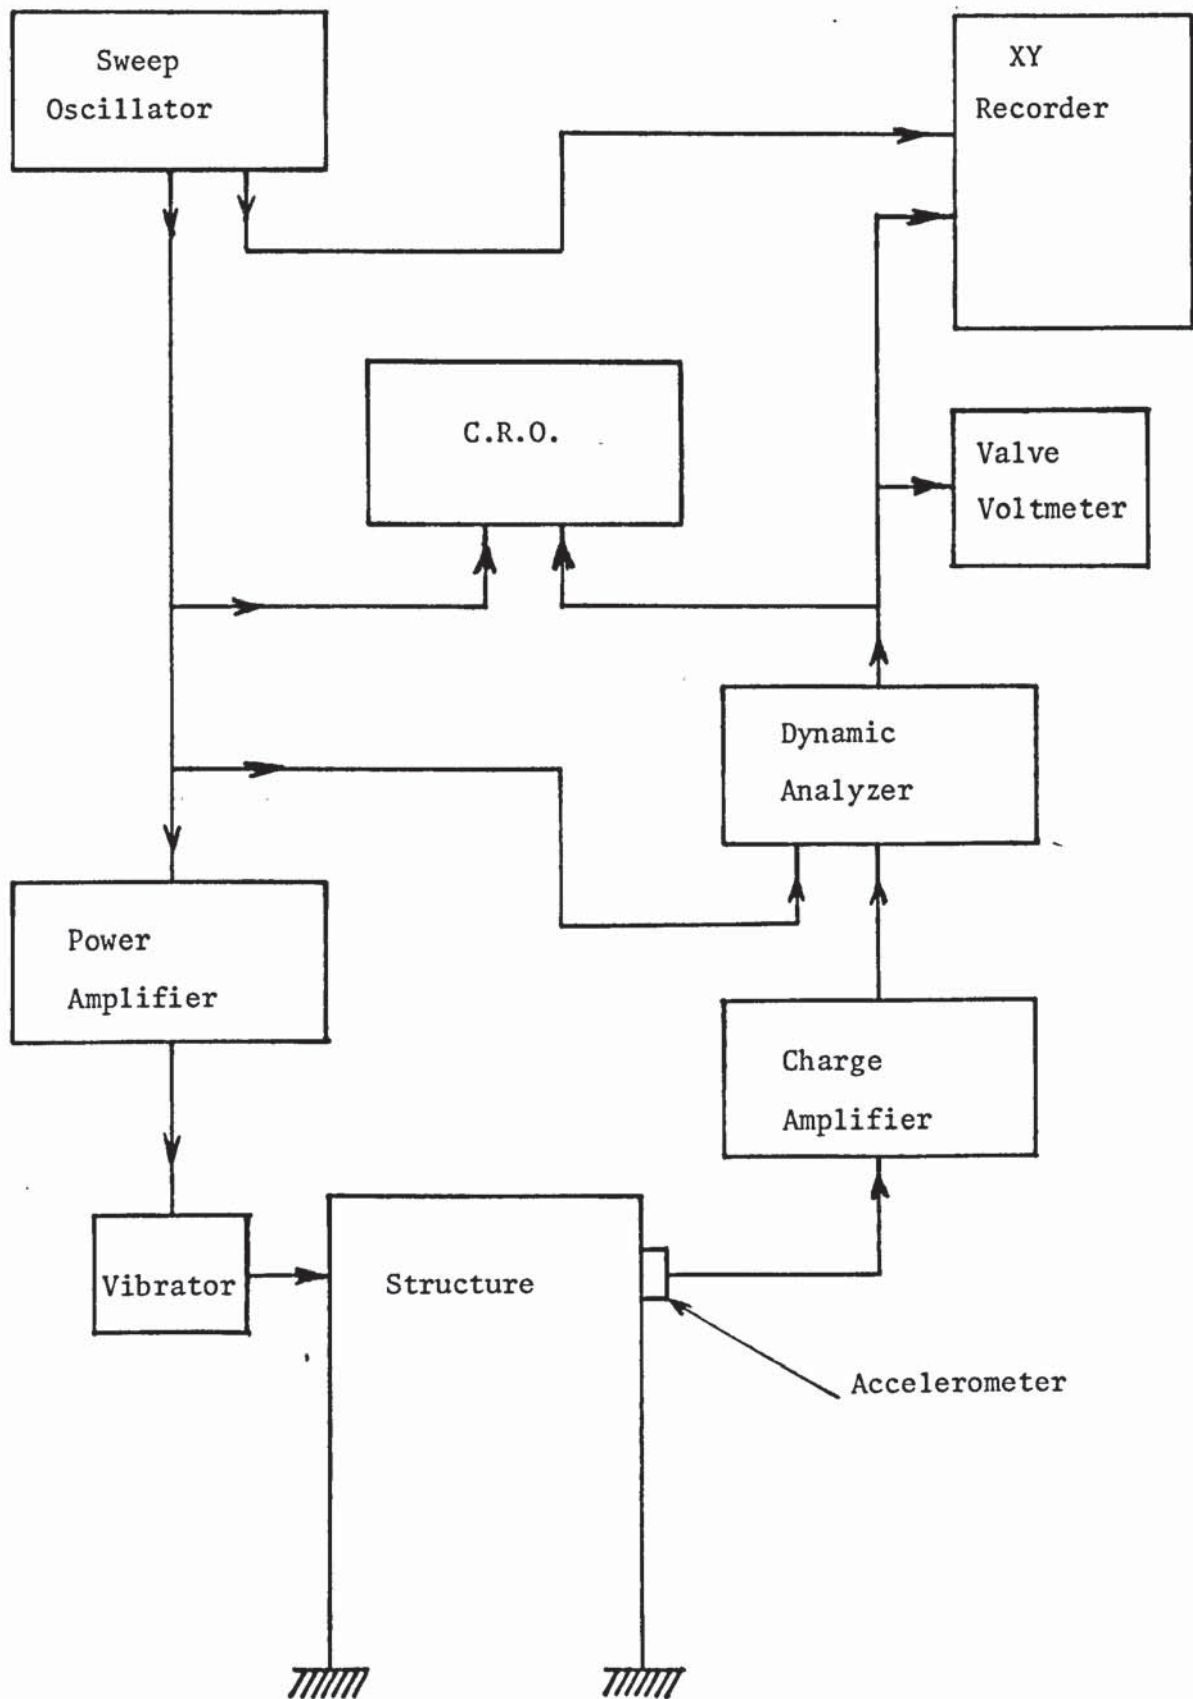 Sweep
Oscillator
XY
Recorder
C.R.O.
Valve
Voltmeter
Dynamic
Analyzer
Power
Amplifier
Charge
Amplifier
Vibrator
Structure
Accelerometer